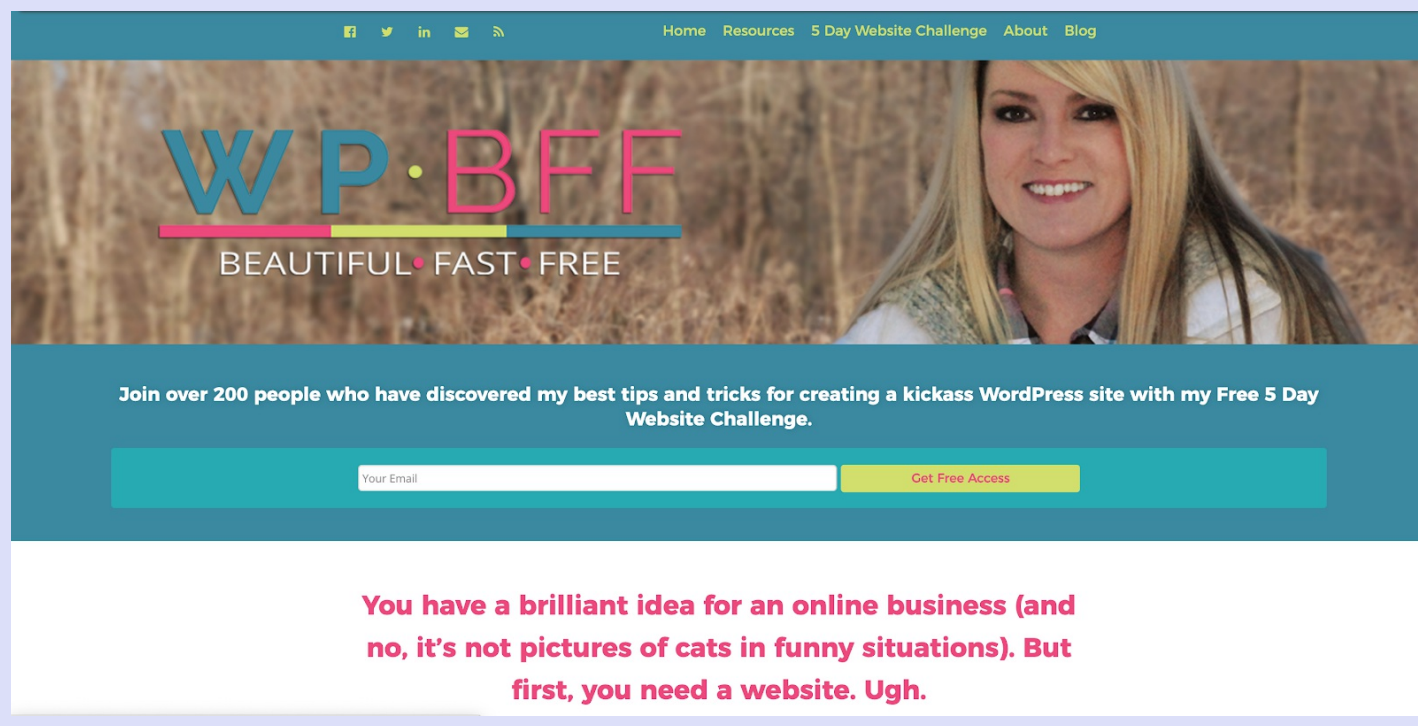 Home Resources 5 Day Website Challenge About Blog
WP·BFF
BEAUTIFUL•FAST•FREE
Join over 200 people who have discovered my best tips and tricks for creating a kickass WordPress site with my Free 5 Day
Website Challenge.
Your Email Get Free Access
You have a brilliant idea for an online business (and
no, it’s not pictures of cats in funny situations). But
first, you need a website. Ugh.